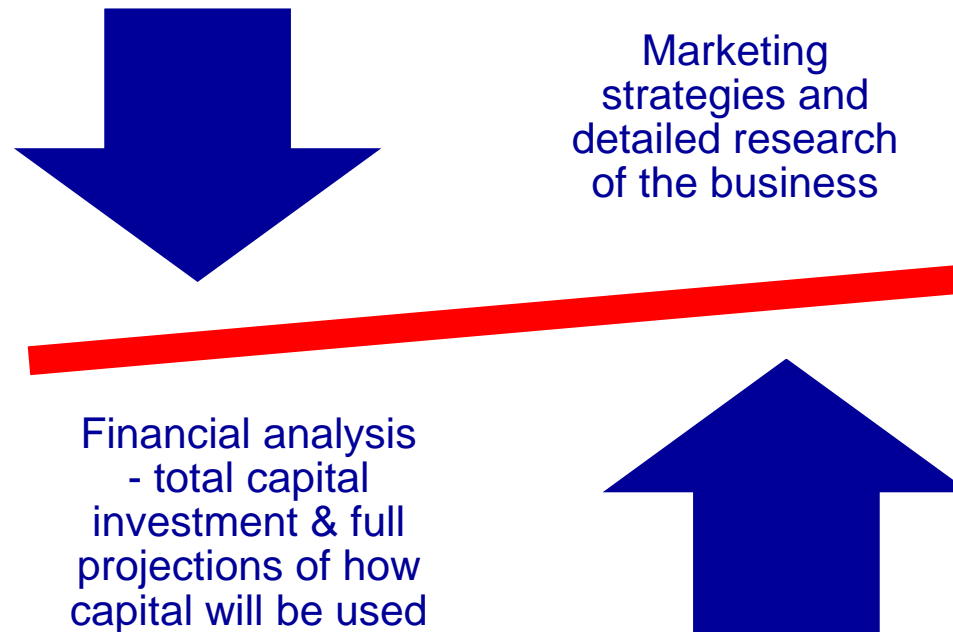 Marketing
strategies and
detailed research
of the business
Financial analysis
- total capital
investment & full
projections of how
capital will be used